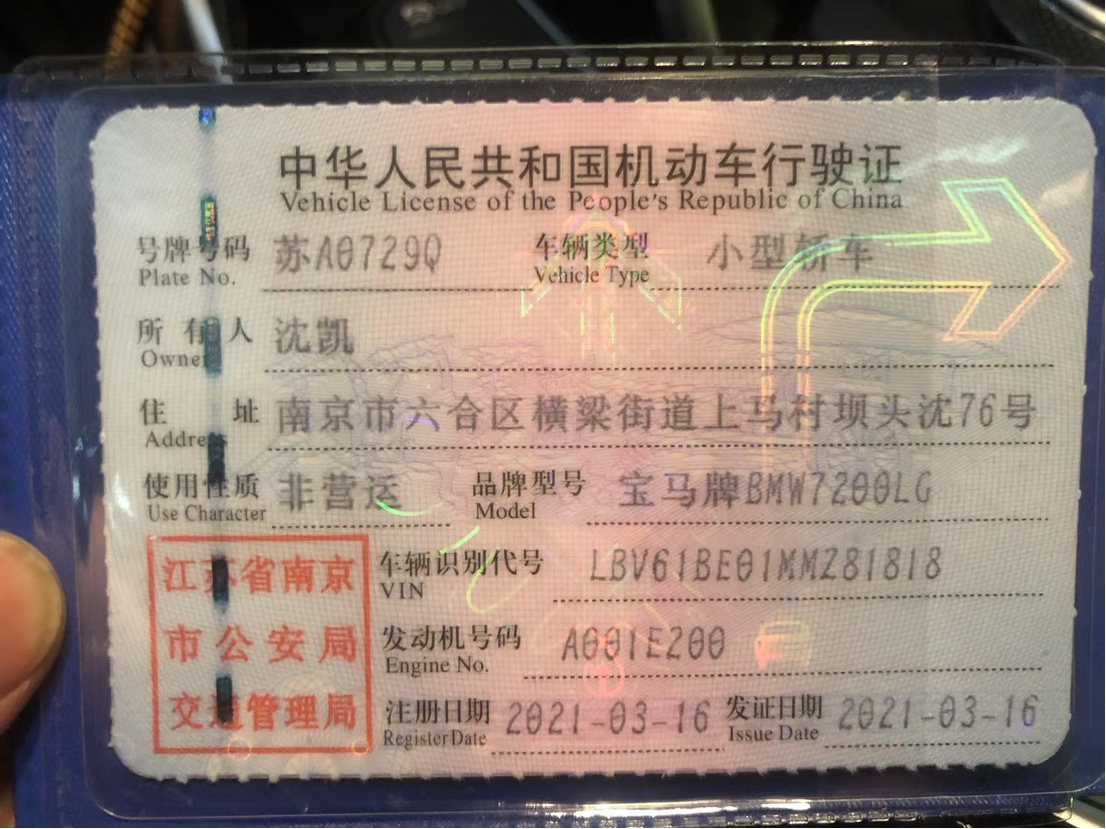 中华人民共和国机动车行驶证
Vehicle License of the People's Republic of China
号牌号码 苏A0729Q 车辆类型 小型轿车
Plate No. Vehicle Type
所有人 沈凯
Owner
住址 南京市六合区横梁街道上马村坝头沈76号
Address
使用性质 非营运 品牌型号 宝马牌BMW7200LG
Use Character Model
江苏省南京
市公安局
交通管理局
车辆识别代号 LBV61BE01MMZ81818
VIN
发动机号码 A001E200
Engine No.
注册日期 2021-03-16 发证日期 2021-03-16
Register Date Issue Date